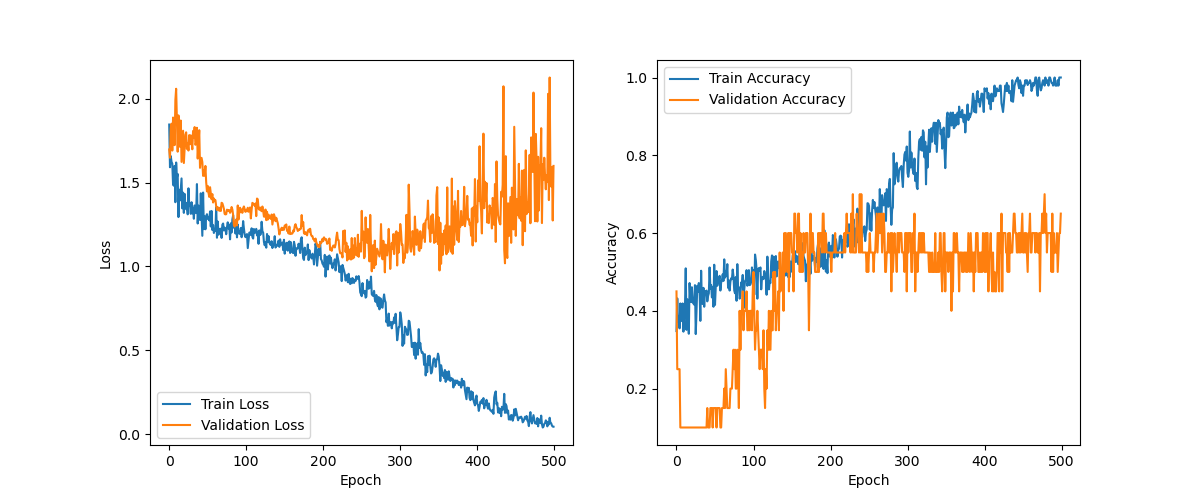 2.0
1.5
1.0
0.5
0.0
Loss
0 100 200 300 400 500
Epoch
Train Loss
Validation Loss
1.0
0.8
0.6
0.4
0.2
Accuracy
0 100 200 300 400 500
Epoch
Train Accuracy
Validation Accuracy